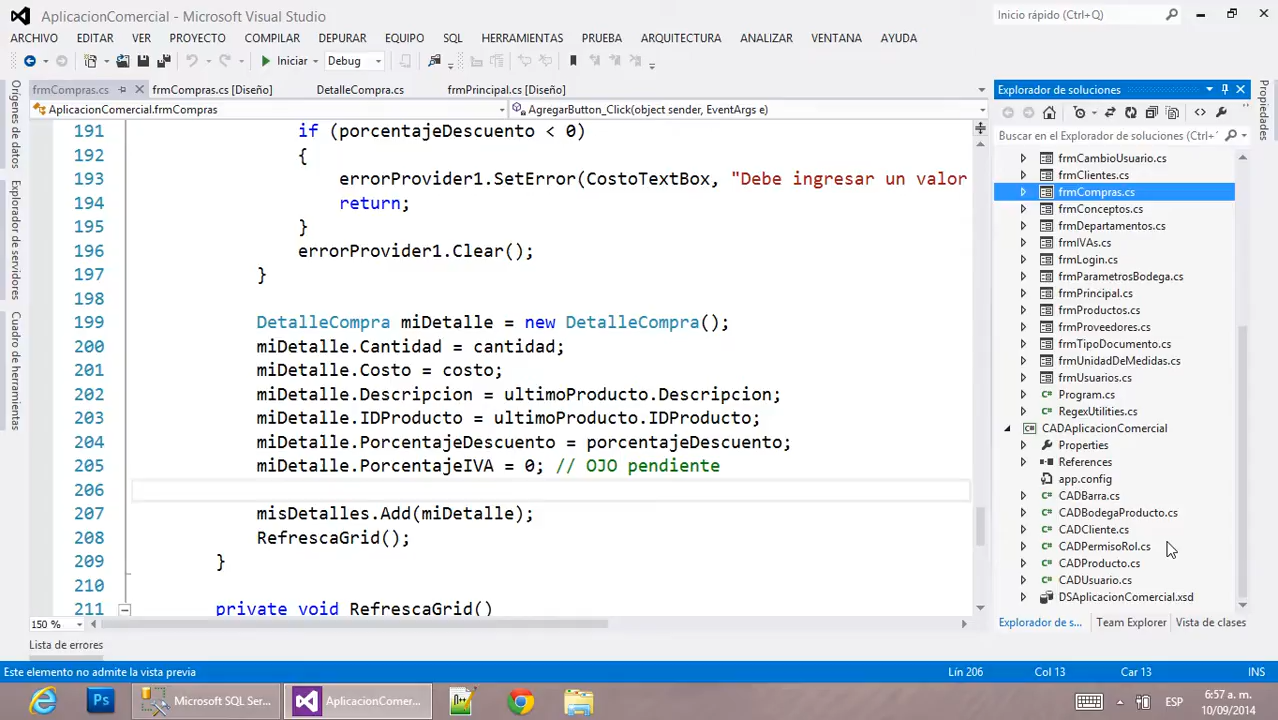 AplicacionComercial - Microsoft Visual Studio
Inicio rápido (Ctrl+Q)
ARCHIVO EDITAR VER PROYECTO COMPILAR DEPURAR EQUIPO SQL HERRAMIENTAS PRUEBA ARQUITECTURA ANALIZAR VENTANA AYUDA
Iniciar Debug
frmCompras.cs frmCompras.cs [Diseño] DetalleCompra.cs frmPrincipal.cs [Diseño]
AplicacionComercial.frmCompras AgregarButton_Click(object sender, EventArgs e)
Orígenes de datos
Explorador de servidores
Cuadro de herramientas
191 if (porcentajeDescuento < 0)
192 {
193 errorProvider1.SetError(CostoTextBox, "Debe ingresar un valor
194 return;
195 }
196 errorProvider1.Clear();
197 }
198
199 DetalleCompra miDetalle = new DetalleCompra();
200 miDetalle.Cantidad = cantidad;
201 miDetalle.Costo = costo;
202 miDetalle.Descripcion = ultimoProducto.Descripcion;
203 miDetalle.IDProducto = ultimoProducto.IDProducto;
204 miDetalle.PorcentajeDescuento = porcentajeDescuento;
205 miDetalle.PorcentajeIVA = 0; // OJO pendiente
206
207 misDetalles.Add(miDetalle);
208 RefrescaGrid();
209 }
210
211 private void RefrescaGrid()
150 %
Lista de errores
Explorador de soluciones
Buscar en el Explorador de soluciones (Ctrl+'
frmCambioUsuario.cs
frmClientes.cs
frmCompras.cs
frmConceptos.cs
frmDepartamentos.cs
frmIVAs.cs
frmLogin.cs
frmParametrosBodega.cs
frmPrincipal.cs
frmProductos.cs
frmProveedores.cs
frmTipoDocumento.cs
frmUnidadDeMedidas.cs
frmUsuarios.cs
Program.cs
RegexUtilities.cs
CADAplicacionComercial
Properties
References
app.config
CADBarra.cs
CADBodegaProducto.cs
CADCliente.cs
CADPermisoRol.cs
CADProducto.cs
CADUsuario.cs
DSAplicacionComercial.xsd
Explorador de s... Team Explorer Vista de clases
Propiedades
Este elemento no admite la vista previa Lín 206 Col 13 Car 13 INS
Ps Microsoft SQL Ser... AplicacionComer... ESP
6:57 a. m.
10/09/2014